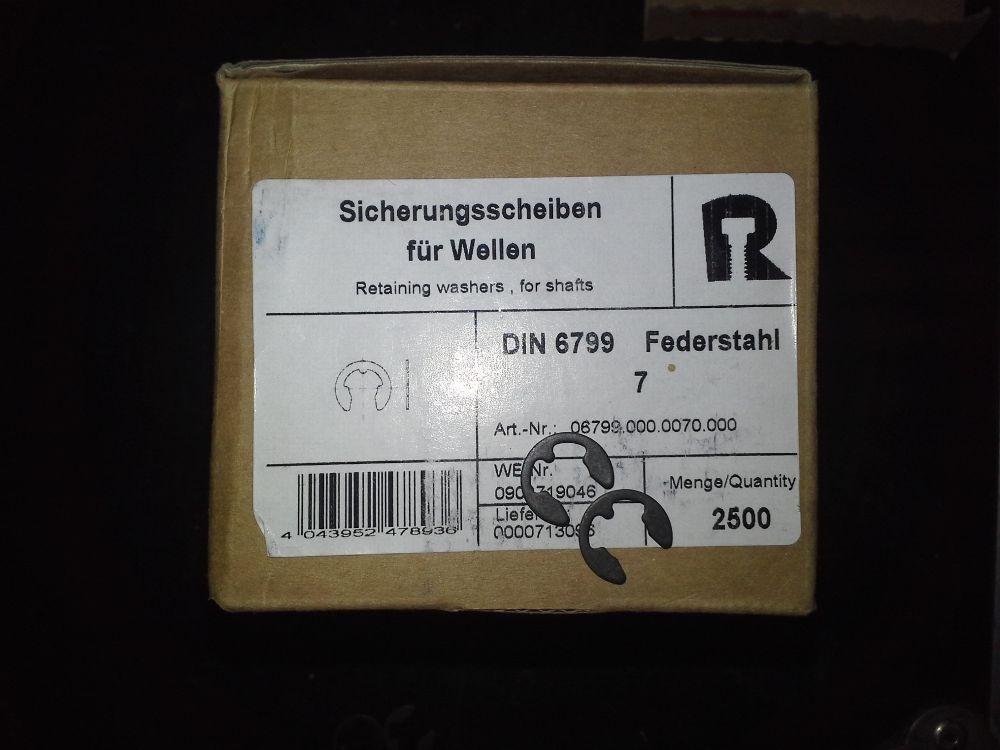 Sicherungsscheiben
für Wellen
Retaining washers , for shafts
R
DIN 6799 Federstahl
7
Art.-Nr.: 06799.000.0070.000
4 043952 478936
Menge/Quantity
2500